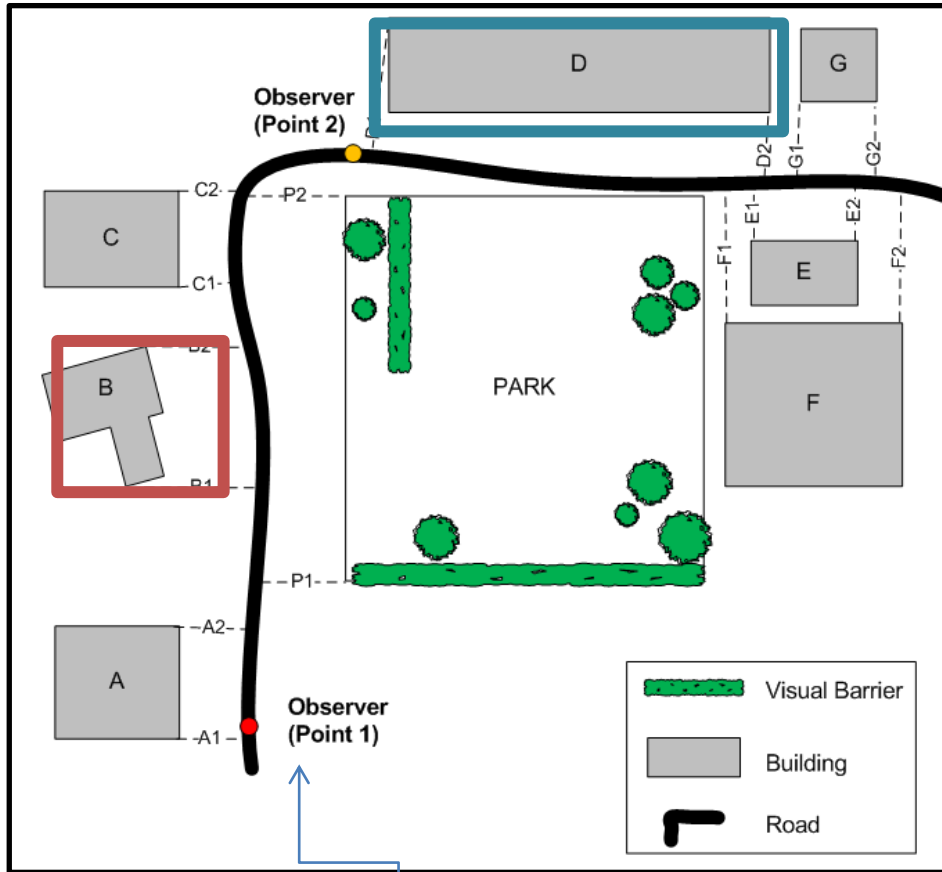 D
G
Observer
(Point 2)
D2
G1
G2
C2
P2
E1
E2
C
F1
E
F2
C1
B2
B
PARK
F
B1
P1
A2
A
Visual Barrier
Observer
(Point 1)
A1
Building
Road